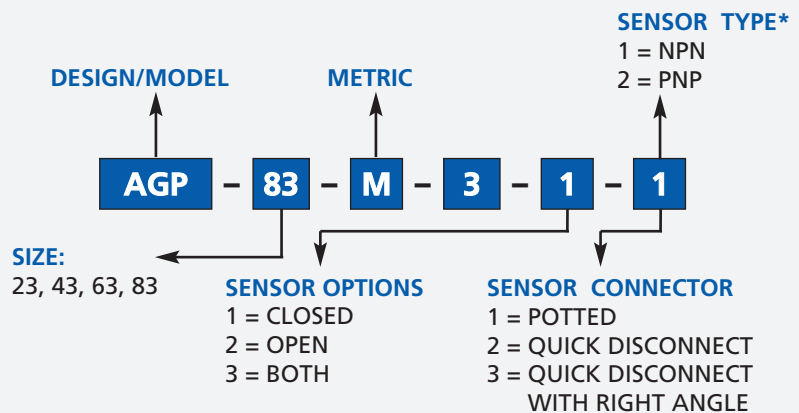 SENSOR TYPE*
1 = NPN
2 = PNP
DESIGN/MODEL
METRIC
AGP – 83 – M – 3 – 1 – 1
SIZE:
23, 43, 63, 83
SENSOR OPTIONS
1 = CLOSED
2 = OPEN
3 = BOTH
SENSOR CONNECTOR
1 = POTTED
2 = QUICK DISCONNECT
3 = QUICK DISCONNECT
WITH RIGHT ANGLE